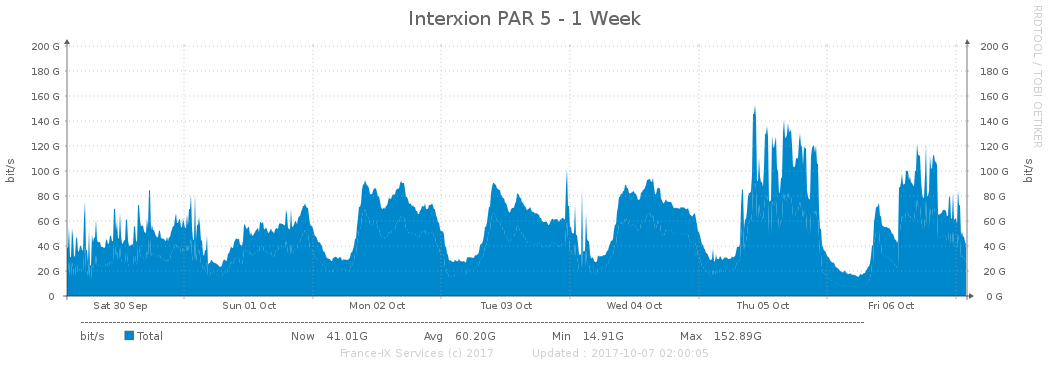 Interxion PAR 5 - 1 Week
RRDTOOL / TOBI OETIKER
bit/s
200 G 200 G
180 G 180 G
160 G 160 G
140 G 140 G
120 G 120 G
100 G 100 G
80 G 80 G
60 G 60 G
40 G 40 G
20 G 20 G
0 0 G
bit/s
Sat 30 Sep Sun 01 Oct Mon 02 Oct Tue 03 Oct Wed 04 Oct Thu 05 Oct Fri 06 Oct
bit/s Total Now 41.01G Avg 60.20G Min 14.91G Max 152.89G
France-IX Services (c) 2017 Updated : 2017-10-07 02:00:05